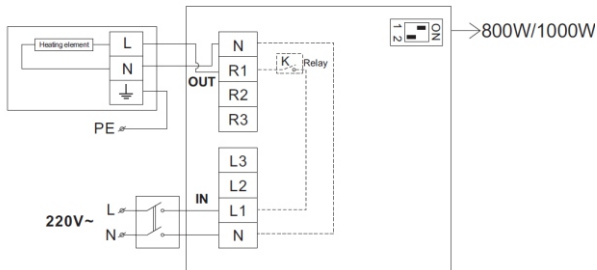 Heating element
L
N
PE
OUT
N
R1
R2
R3
K
Relay
1 2
ON
800W/1000W
L3
L2
L1
N
IN
220V~
L
N